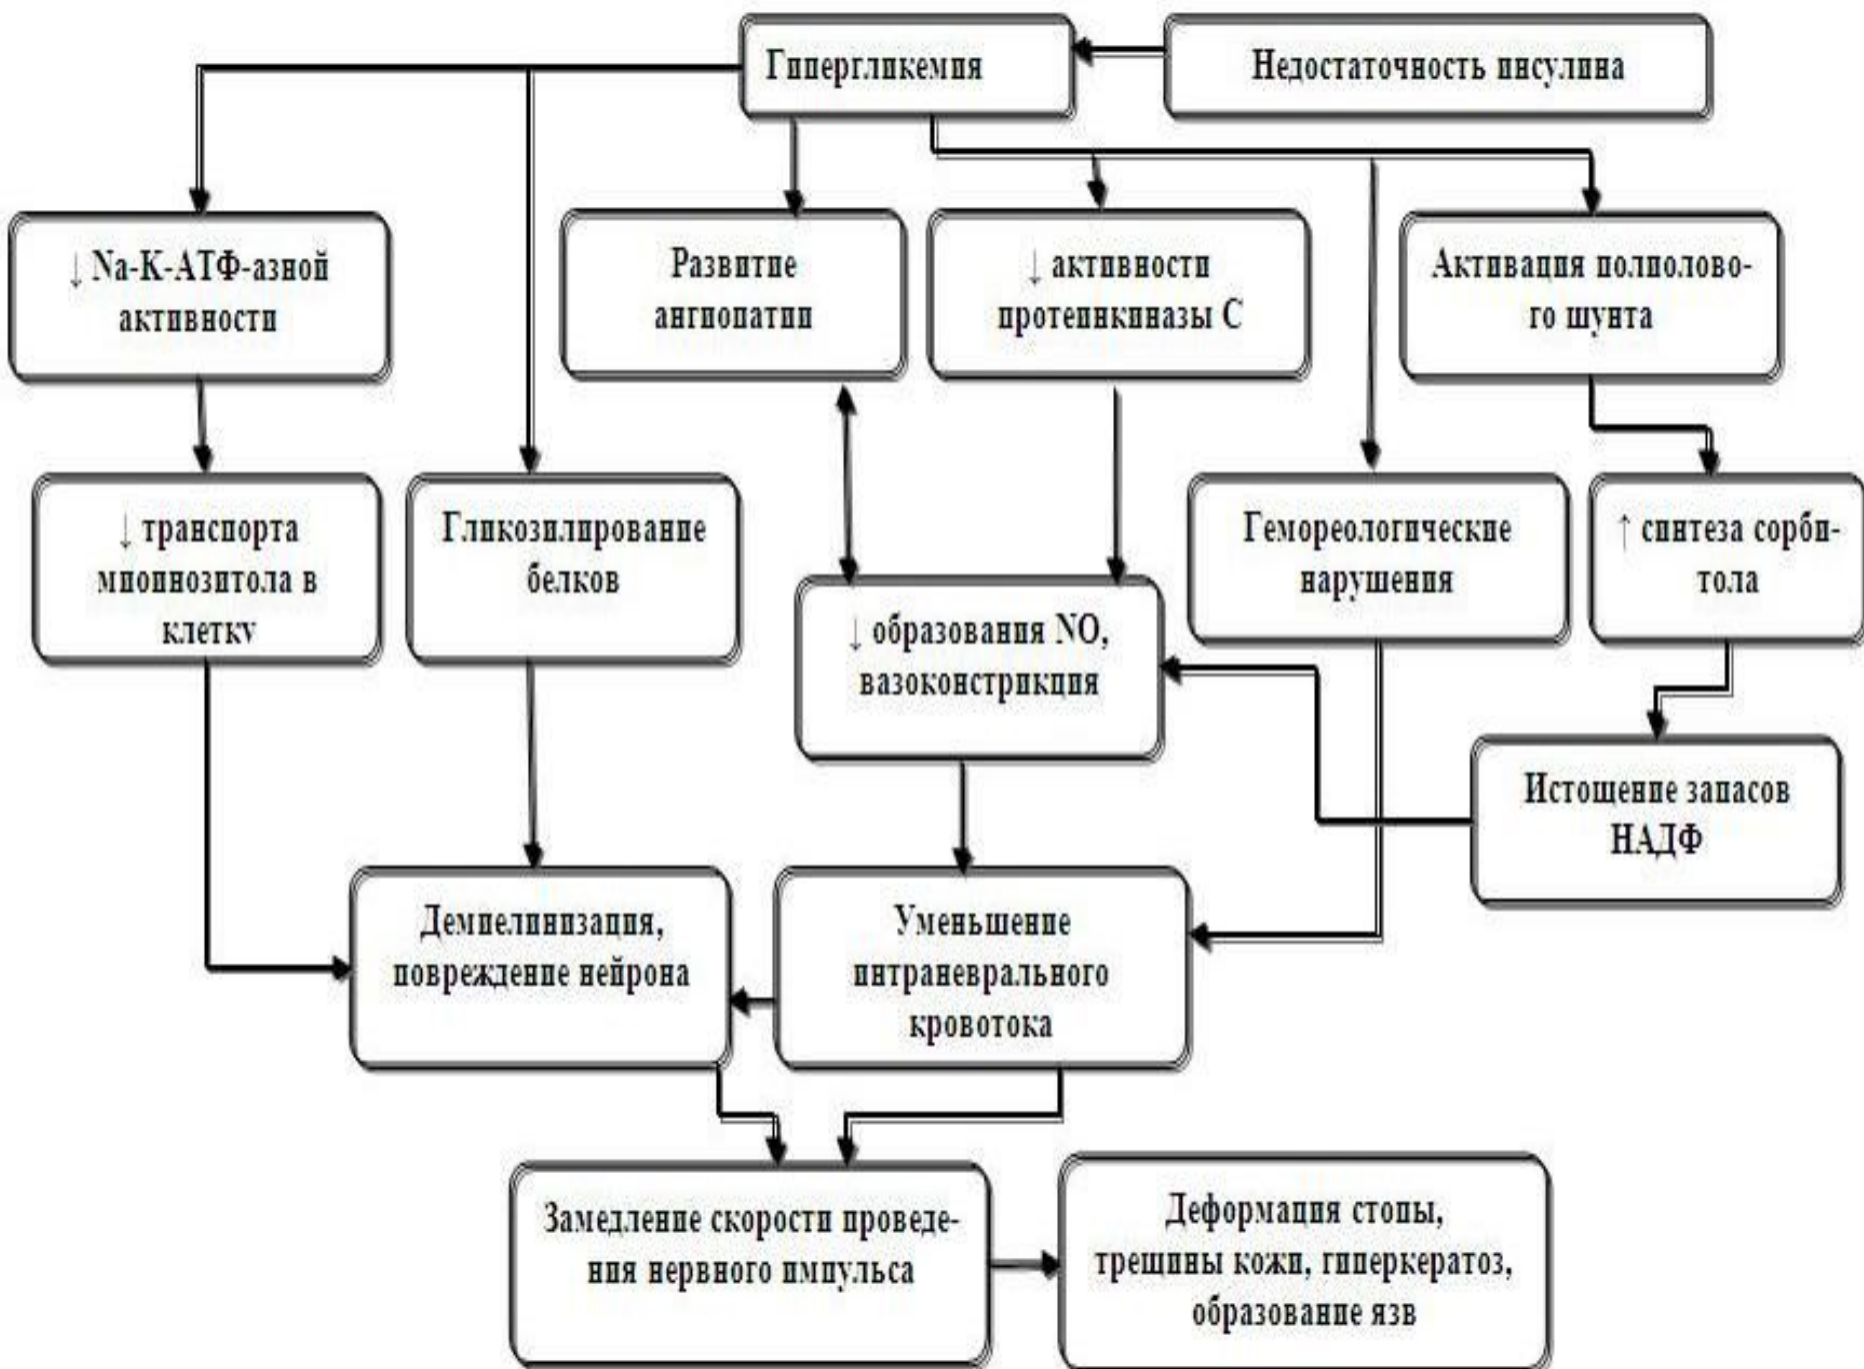 Гипергликемия
Недостаточность инсулина
↓ Na-K-АТФ-азной
активности
Развитие
ангиопатии
↓ активности
протеинкиназы С
Активация полиолово-
го шунта
↓ транспорта
миоинозитола в
клетку
Гликозилирование
белков
↓ образования NO,
вазоконстрикция
Гемореологические
нарушения
↑ синтеза сорби-
тола
Истощение запасов
НАДФ
Демиелинизация,
повреждение нейрона
Уменьшение
интраневрального
кровотока
Замедление скорости проведе-
ния нервного импульса
Деформация стопы,
трещины кожи, гиперкератоз,
образование язв